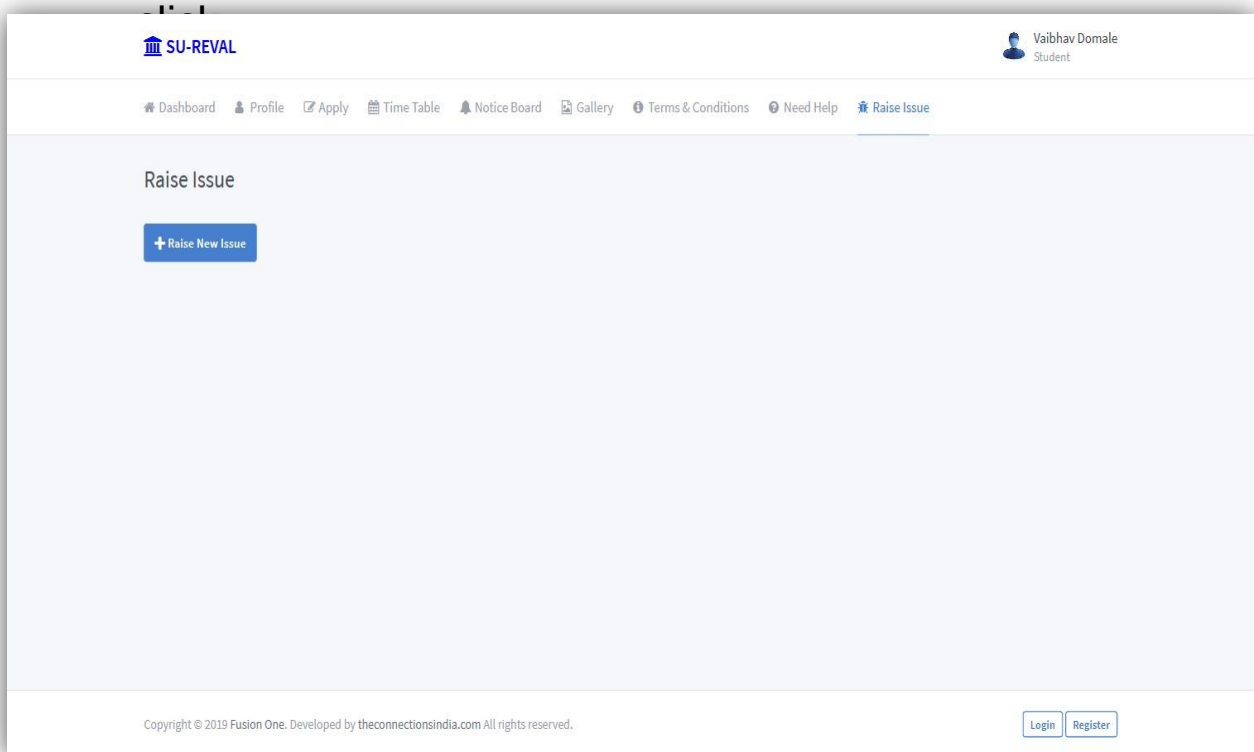 SU-REVAL
Vaibhav Domale
Student
Dashboard Profile Apply Time Table Notice Board Gallery Terms & Conditions Need Help Raise Issue
Raise Issue
Raise New Issue
Copyright © 2019 Fusion One. Developed by theconnectionsindia.com All rights reserved.
Login Register